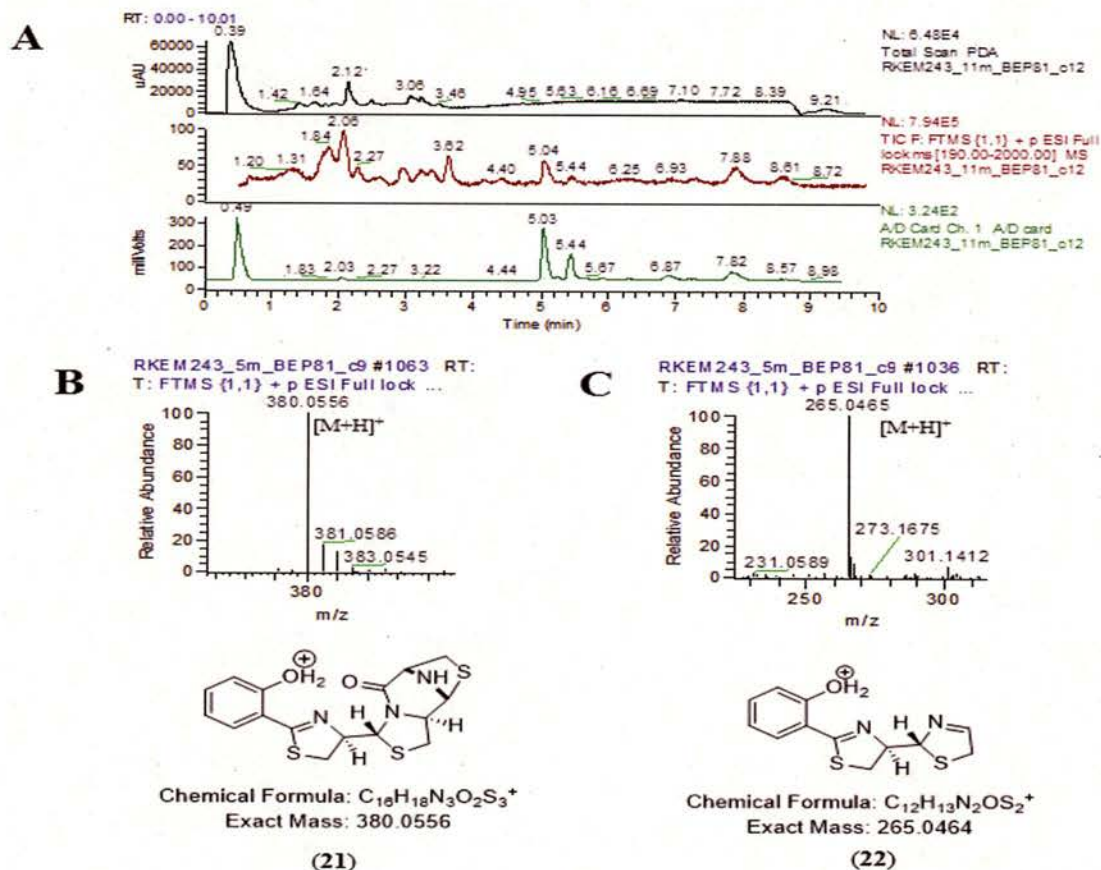 A
RT: 0.00 - 10.01
0.39
60000
40000
20000
0
uAU
1.42
1.64
2.12
3.06
3.46
4.95
5.63
6.16
6.69
7.10
7.72
8.39
9.21
NL: 6.48E4
Total Scan PDA
RKEM243_11m_BEP81_c12
100
50
0
1.20
1.31
1.84
2.06
2.27
3.62
4.40
5.04
5.44
6.25
6.93
7.88
8.61
8.72
NL: 7.94E5
TIC F: FTMS {1,1} + p ESI Full
lock ms [190.00-2000.00] MS
RKEM243_11m_BEP81_c12
300
200
100
0
milliVolts
0.49
1.83
2.03
2.27
3.22
4.44
5.03
5.44
5.67
6.87
7.82
8.57
8.98
NL: 3.24E2
A/D Card Ch. 1 A/D card
RKEM243_11m_BEP81_c12
0 1 2 3 4 5 6 7 8 9 10
Time (min)
B
RKEM243_5m_BEP81_c9 #1063 RT:
T: FTMS {1,1} + p ESI Full lock ...
380.0556
[M+H]+
100
80
60
40
20
0
Relative Abundance
381.0586
383.0545
380
m/z
OH2
O
NH
S
N
H
N
S
H
S
H
Chemical Formula: C16H18N3O2S3+
Exact Mass: 380.0556
(21)
C
RKEM243_5m_BEP81_c9 #1036 RT:
T: FTMS {1,1} + p ESI Full lock ...
265.0465
[M+H]+
100
80
60
40
20
0
Relative Abundance
273.1675
231.0589
301.1412
250 300
m/z
OH2
N
H
N
S
H
S
Chemical Formula: C12H13N2OS2+
Exact Mass: 265.0464
(22)